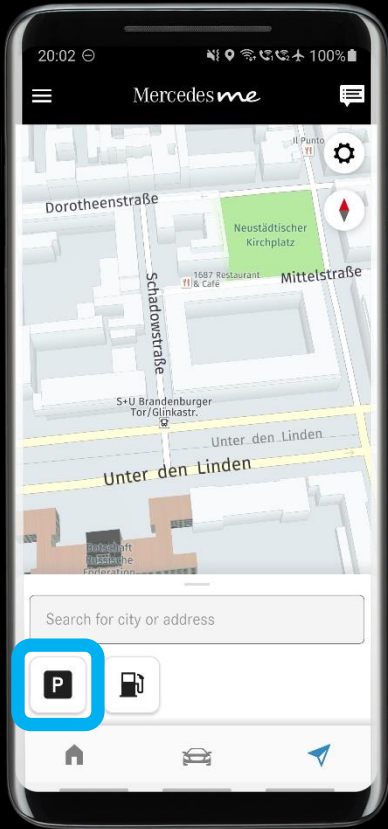 20:02
100%
Mercedes me
Il Punto
Dorotheenstraße
Neustädtischer
Kirchplatz
1687 Restaurant
& Café
Mittelstraße
Schadowstraße
S+U Brandenburger
Tor/Glinkastr.
Unter den Linden
Unter den Linden
Botschaft
Russische
Föderation
Search for city or address
P